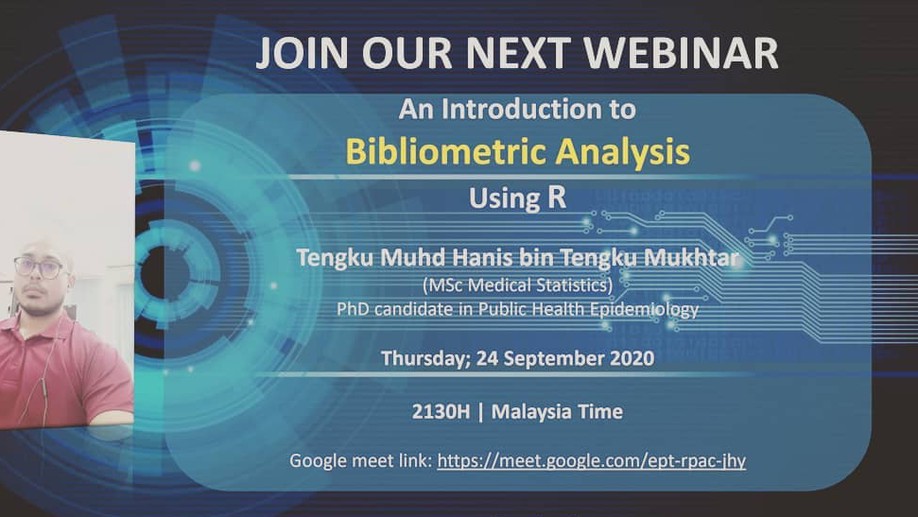 JOIN OUR NEXT WEBINAR
An Introduction to
Bibliometric Analysis
Using R
Tengku Muhd Hanis bin Tengku Mukhtar
(MSc Medical Statistics)
PhD candidate in Public Health Epidemiology
Thursday; 24 September 2020
2130H | Malaysia Time
Google meet link: https://meet.google.com/ept-rpac-jhy